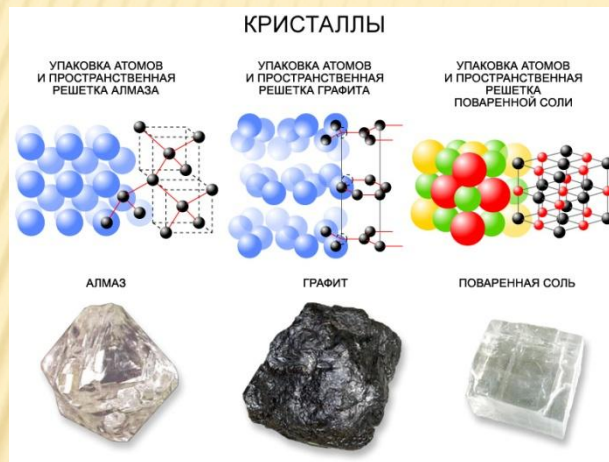 КРИСТАЛЛЫ
УПАКОВКА АТОМОВ
И ПРОСТРАНСТВЕННАЯ
РЕШЕТКА АЛМАЗА
УПАКОВКА АТОМОВ
И ПРОСТРАНСТВЕННАЯ
РЕШЕТКА ГРАФИТА
УПАКОВКА АТОМОВ
И ПРОСТРАНСТВЕННАЯ
РЕШЕТКА
ПОВАРЕННОЙ СОЛИ
АЛМАЗ
ГРАФИТ
ПОВАРЕННАЯ СОЛЬ